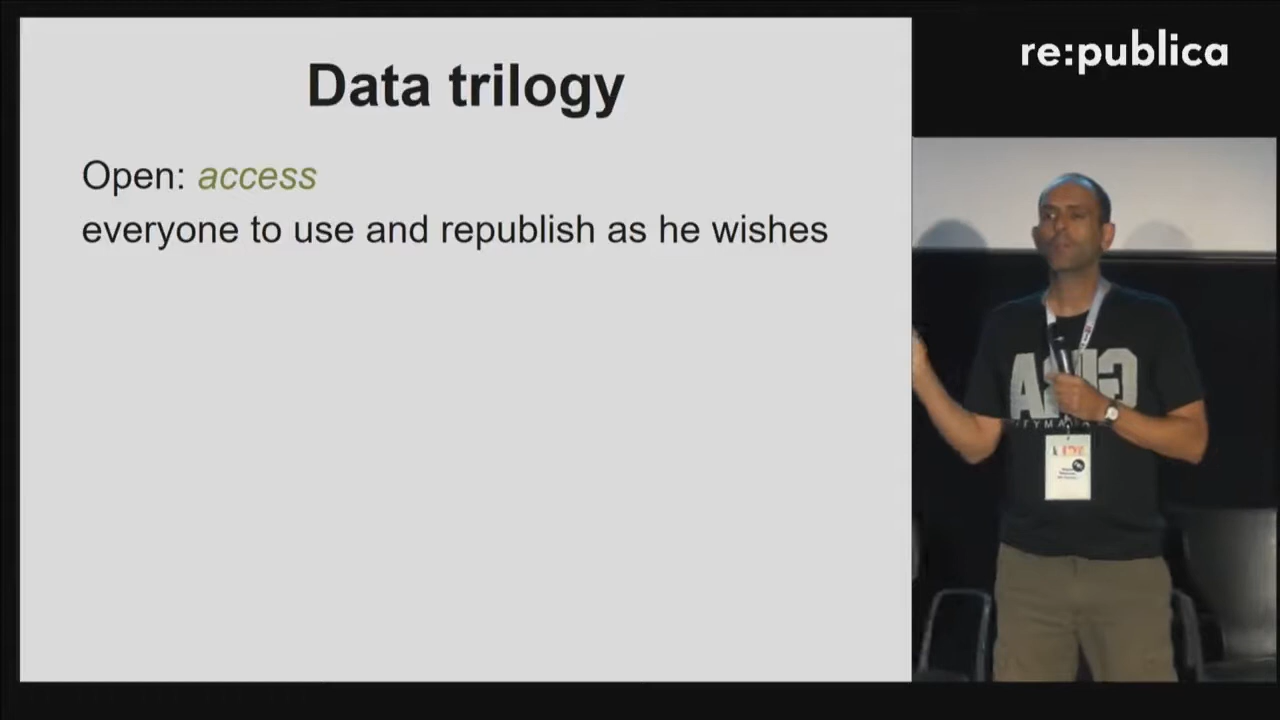 Data trilogy
Open: access
everyone to use and republish as he wishes
re:publica